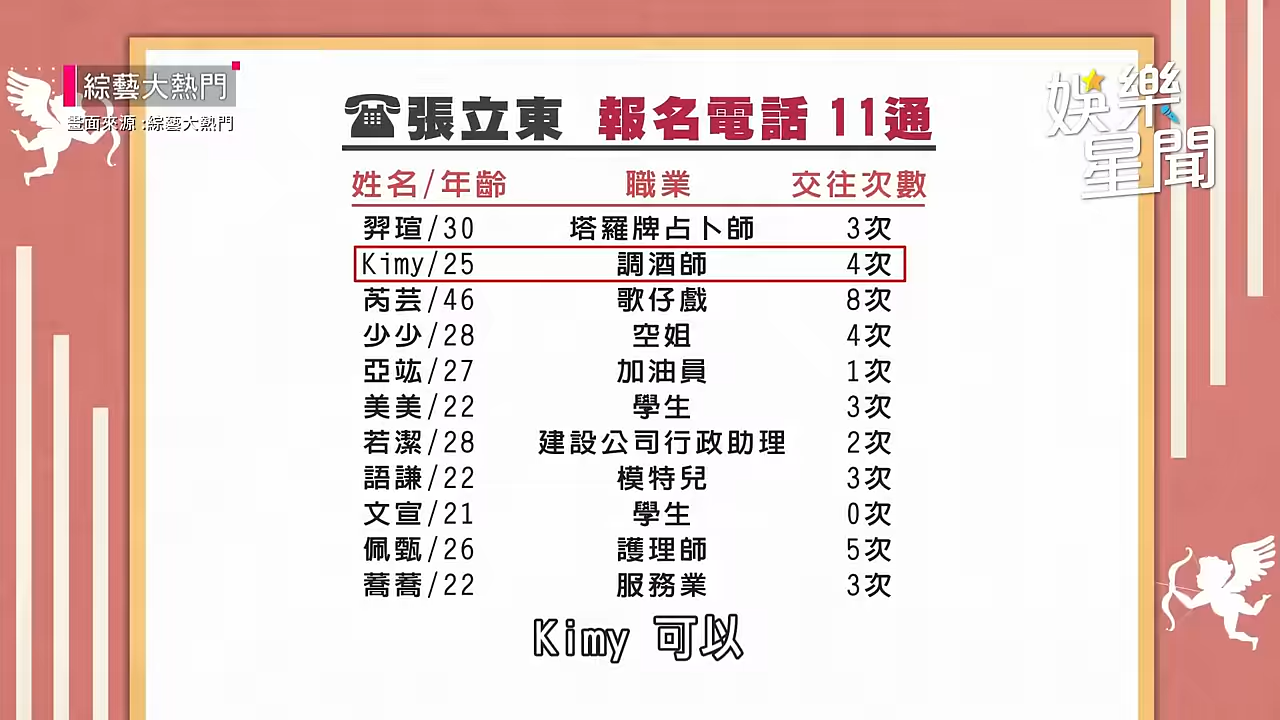 綜藝大熱門
畫面來源:綜藝大熱門
娛樂
星聞
☎張立東 報名電話 11通
姓名/年齡 職業 交往次數
羿瑄/30 塔羅牌占卜師 3次
Kimy/25 調酒師 4次
芮芸/46 歌仔戲 8次
少少/28 空姐 4次
亞竑/27 加油員 1次
美美/22 學生 3次
若潔/28 建設公司行政助理 2次
語謙/22 模特兒 3次
文宣/21 學生 0次
佩甄/26 護理師 5次
蕎蕎/22 服務業 3次
Kimy 可以